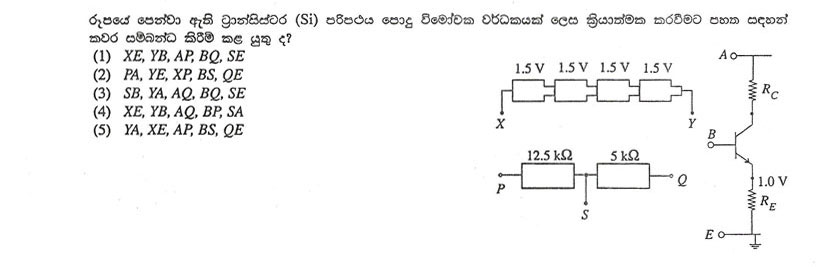 රූපයේ පෙන්වා ඇති ට්‍රාන්සිස්ටර (Si) පරිපථය පොදු විමෝචක වර්ධකයක් ලෙස ක්‍රියාත්මක කරවීමට පහත සඳහන්
කවර සම්බන්ධ කිරීම් කළ යුතු ද?
(1) XE, YB, AP, BQ, SE
(2) PA, YE, XP, BS, QE
(3) SB, YA, AQ, BQ, SE
(4) XE, YB, AQ, BP, SA
(5) YA, XE, AP, BS, QE
1.5 V 1.5 V 1.5 V 1.5 V
X Y
12.5 kΩ 5 kΩ
P Q
S
A
R_C
B
1.0 V
R_E
E